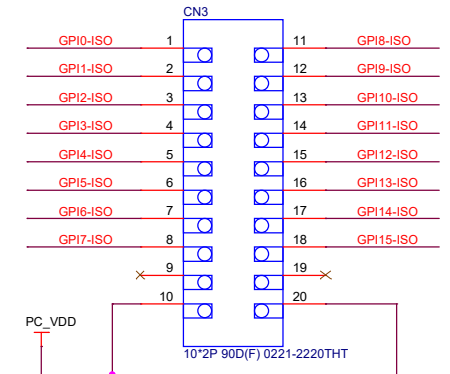 CN3
GPI0-ISO 1 11 GPI8-ISO
GPI1-ISO 2 12 GPI9-ISO
GPI2-ISO 3 13 GPI10-ISO
GPI3-ISO 4 14 GPI11-ISO
GPI4-ISO 5 15 GPI12-ISO
GPI5-ISO 6 16 GPI13-ISO
GPI6-ISO 7 17 GPI14-ISO
GPI7-ISO 8 18 GPI15-ISO
9 19
10 20
PC_VDD
10*2P 90D(F) 0221-2220THT